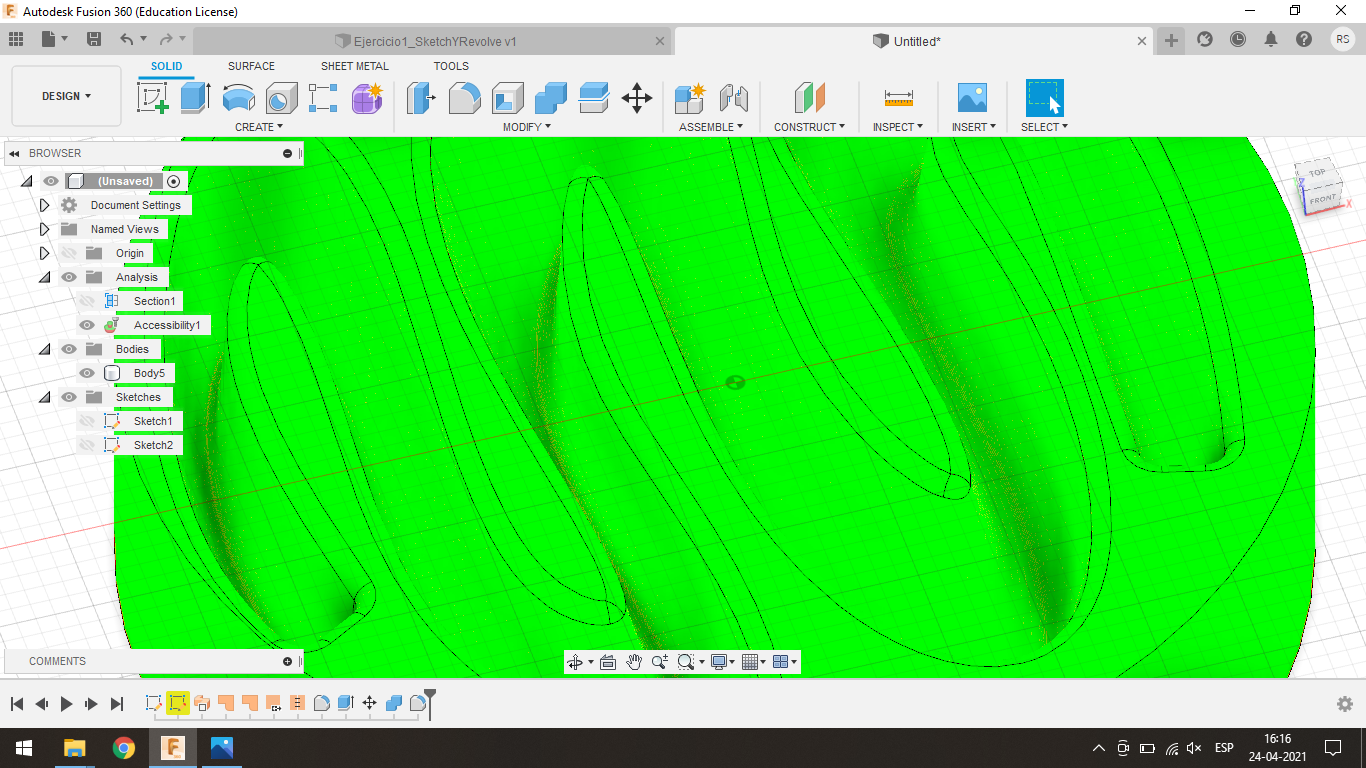 Autodesk Fusion 360 (Education License)
Ejercicio1_SketchYRevolve v1
Untitled*
RS
SOLID
SURFACE
SHEET METAL
TOOLS
DESIGN
CREATE
MODIFY
ASSEMBLE
CONSTRUCT
INSPECT
INSERT
SELECT
BROWSER
(Unsaved)
Document Settings
Named Views
Origin
Analysis
Section1
Accessibility1
Bodies
Body5
Sketches
Sketch1
Sketch2
TOP
FRONT
X
COMMENTS
ESP
16:16
24-04-2021